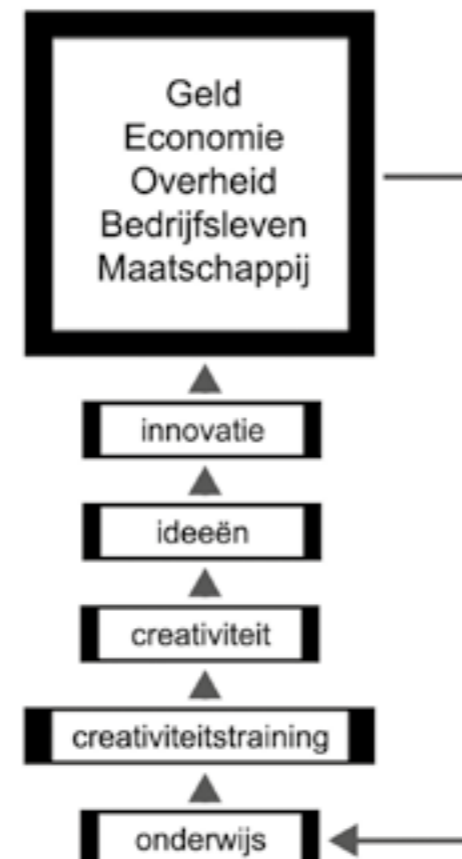 Geld
Economie
Overheid
Bedrijfsleven
Maatschappij
innovatie
ideeën
creativiteit
creativiteitstraining
onderwijs